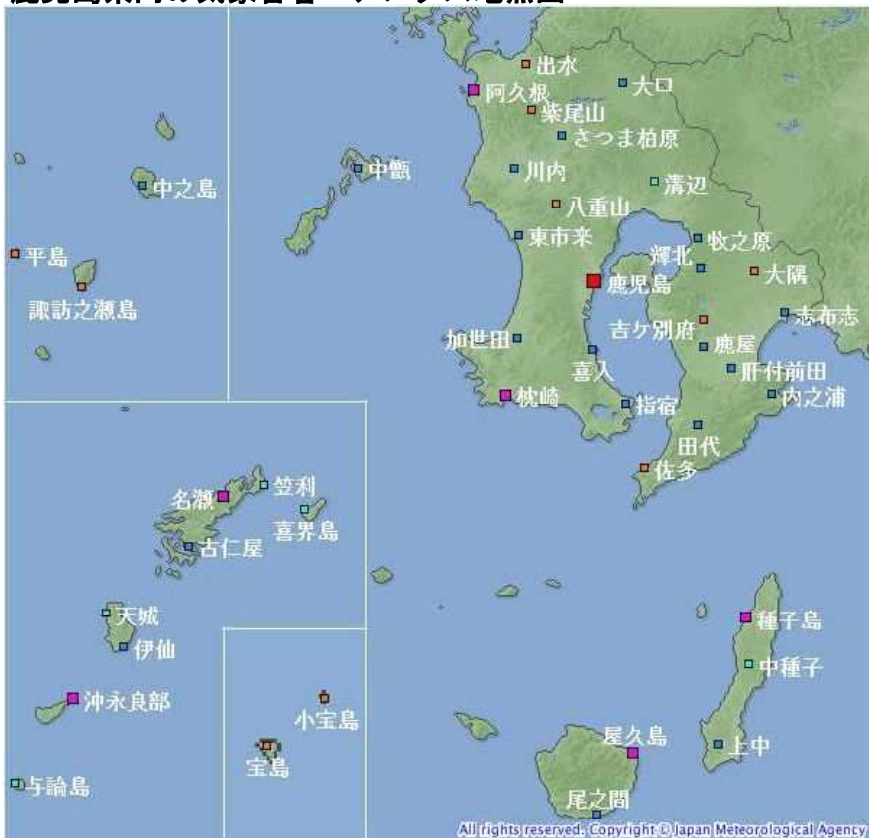 出水
大口
阿久根
紫尾山
さつま柏原
中甑
川内
溝辺
中之島
八重山
東市来
牧之原
平島
輝北
大隅
鹿児島
諏訪之瀬島
吉ケ別府
志布志
加世田
鹿屋
喜入
肝付前田
枕崎
指宿
内之浦
田代
佐多
名瀬
笠利
喜界島
古仁屋
天城
種子島
伊仙
中種子
沖永良部
小宝島
屋久島
上中
宝島
与論島
尾之間
All rights reserved. Copyright © Japan Meteorological Agency